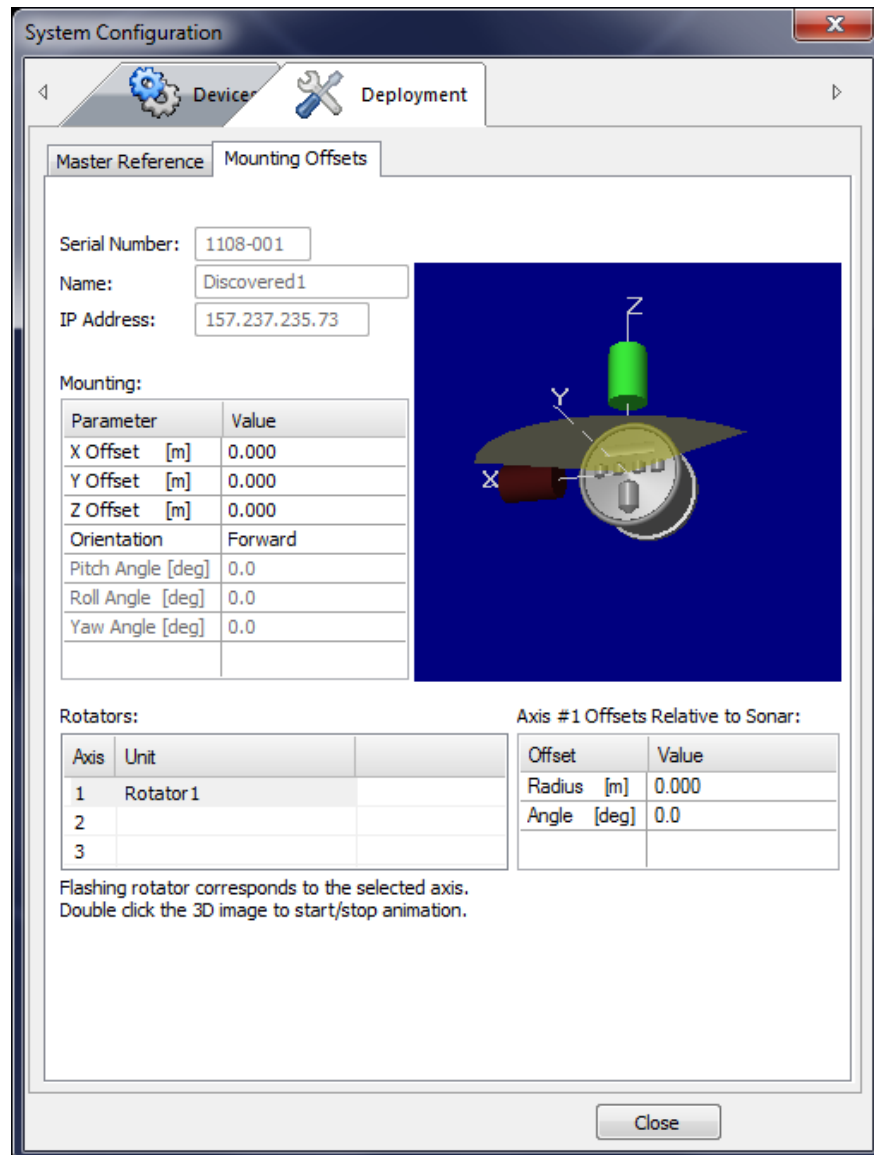 System Configuration
Devices
Deployment
Master Reference
Mounting Offsets
Serial Number: 1108-001
Name: Discovered1
IP Address: 157.237.235.73
Mounting:
Parameter Value
X Offset [m] 0.000
Y Offset [m] 0.000
Z Offset [m] 0.000
Orientation Forward
Pitch Angle [deg] 0.0
Roll Angle [deg] 0.0
Yaw Angle [deg] 0.0
Z
Y
X
Rotators:
Axis Unit
1 Rotator1
2
3
Axis #1 Offsets Relative to Sonar:
Offset Value
Radius [m] 0.000
Angle [deg] 0.0
Flashing rotator corresponds to the selected axis.
Double click the 3D image to start/stop animation.
Close